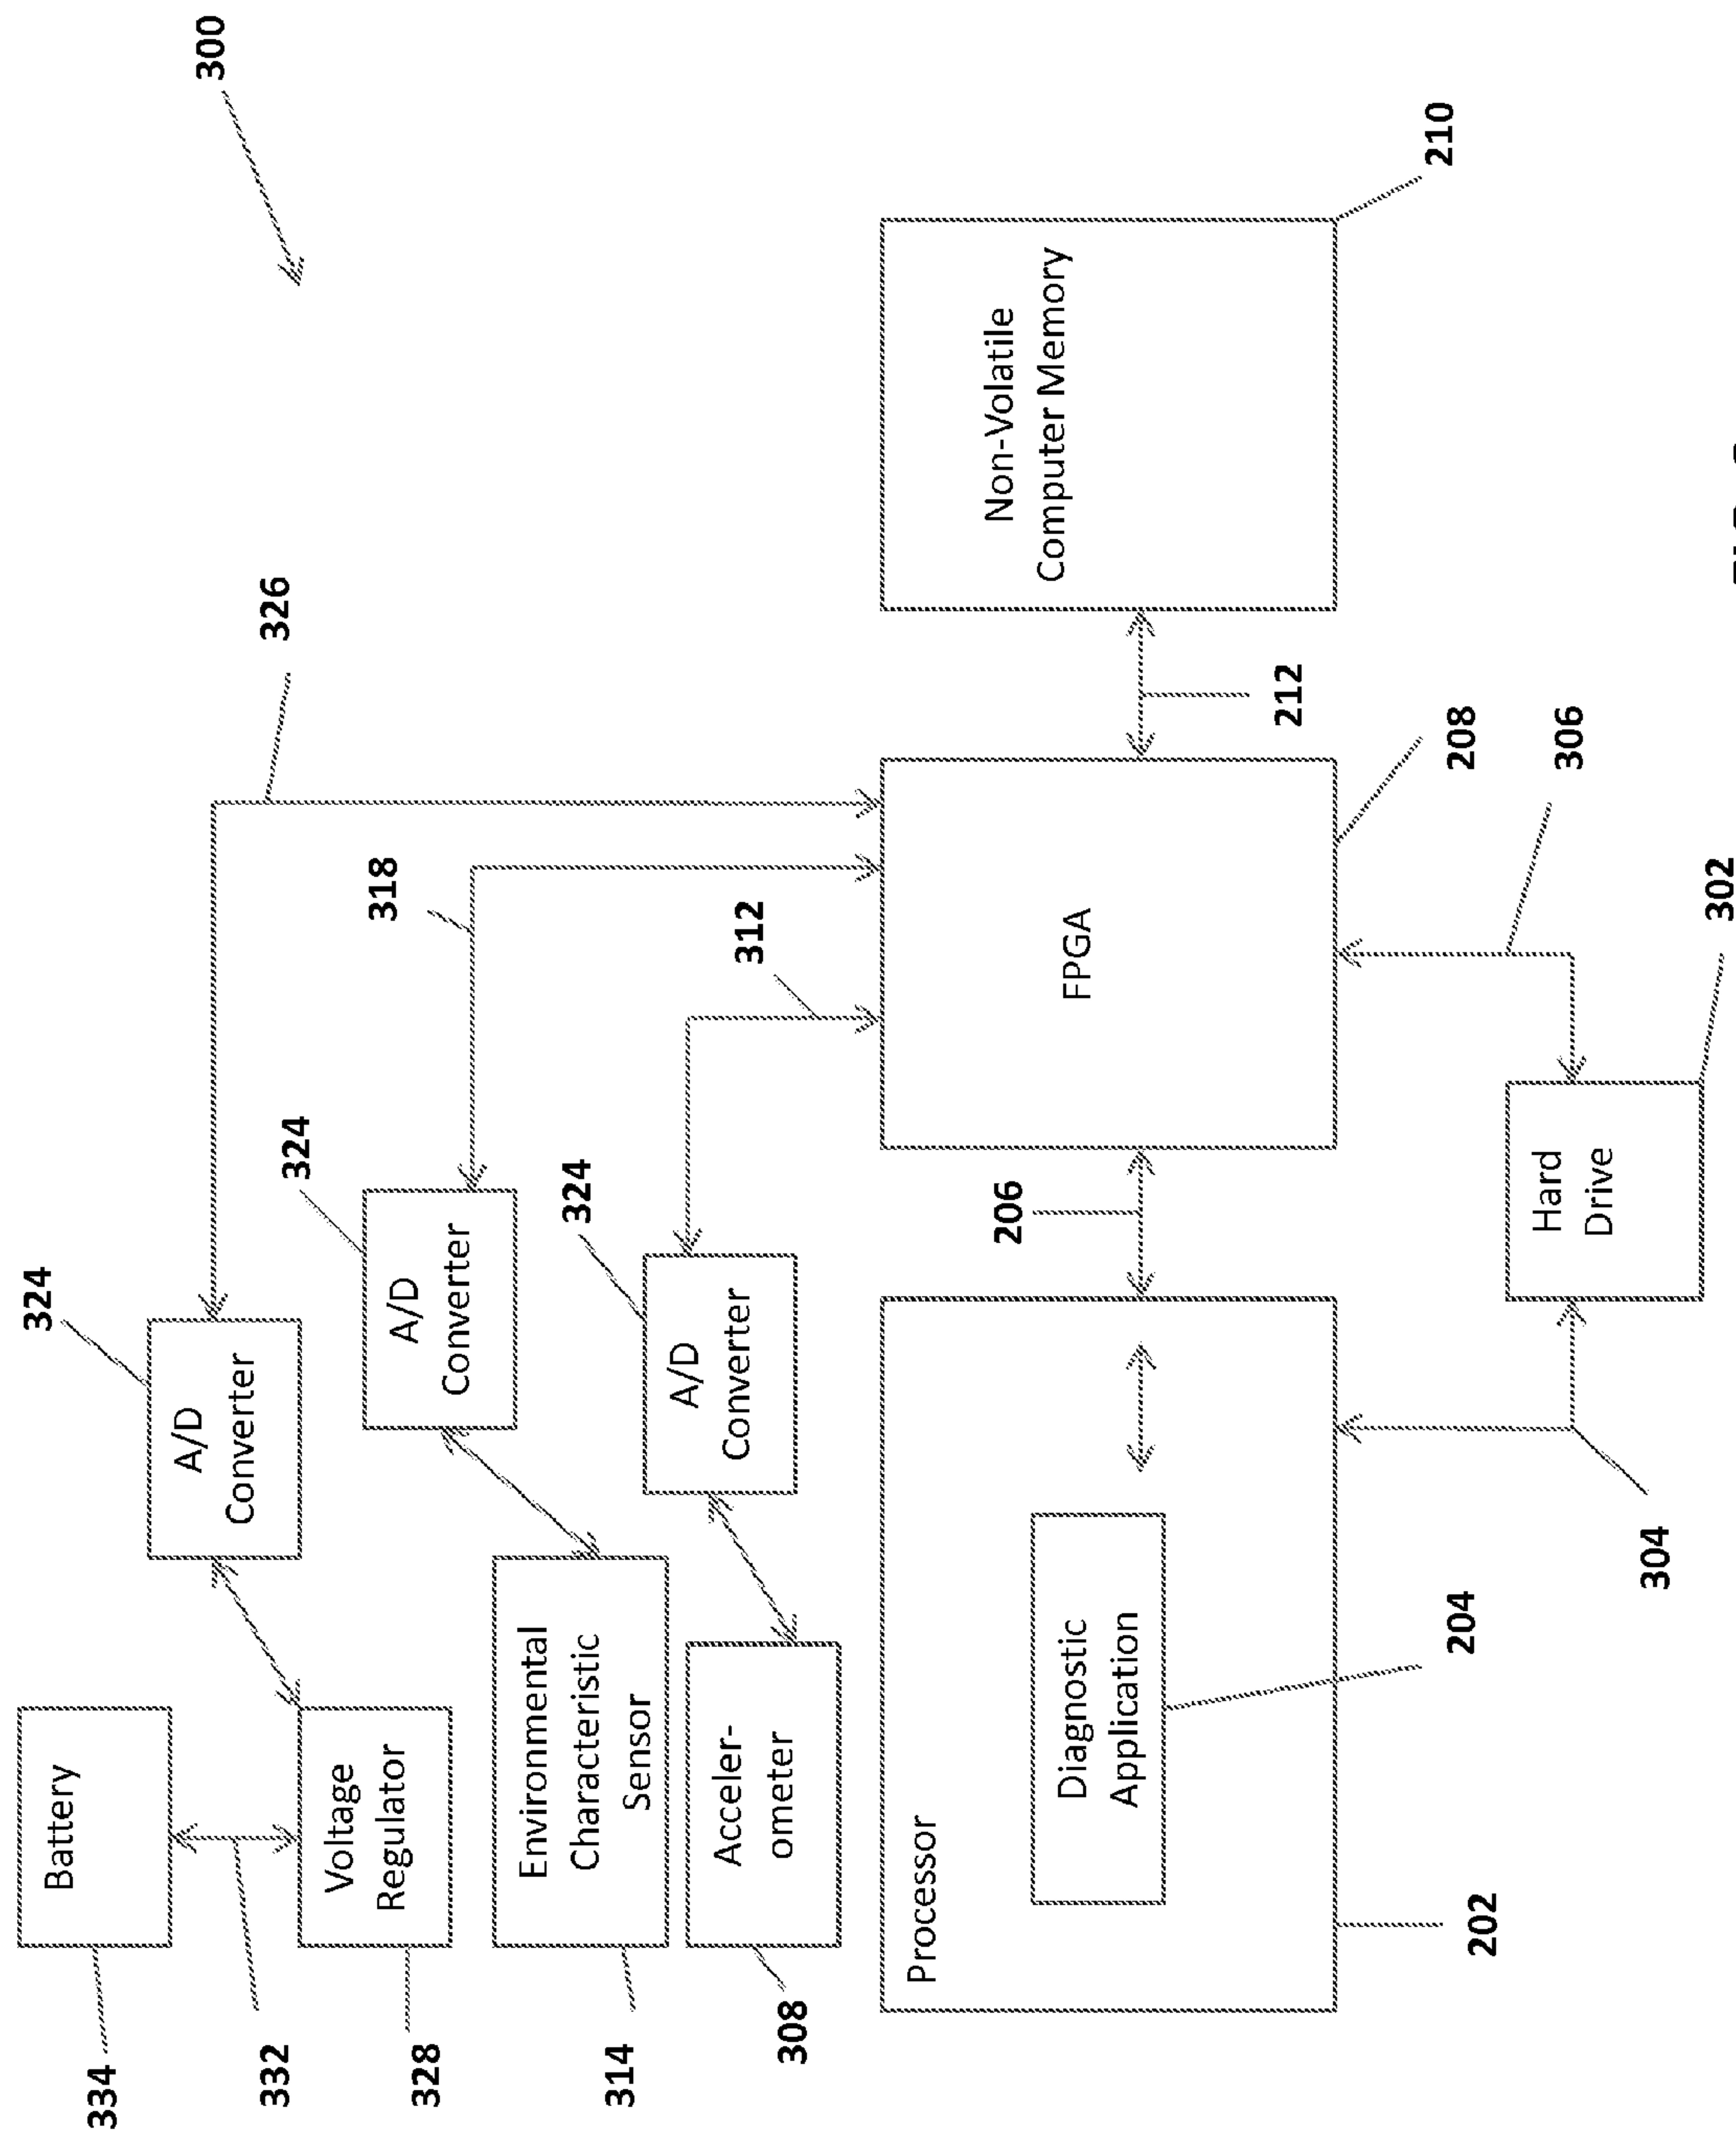 300
334
Battery
332
324
A/D
Converter
326
328
Voltage
Regulator
324
A/D
Converter
318
314
Environmental
Characteristic
Sensor
324
A/D
Converter
312
308
Acceler-
ometer
Processor
Diagnostic
Application
206
FPGA
212
Non-Volatile
Computer Memory
210
202
204
304
Hard
Drive
208
306
302